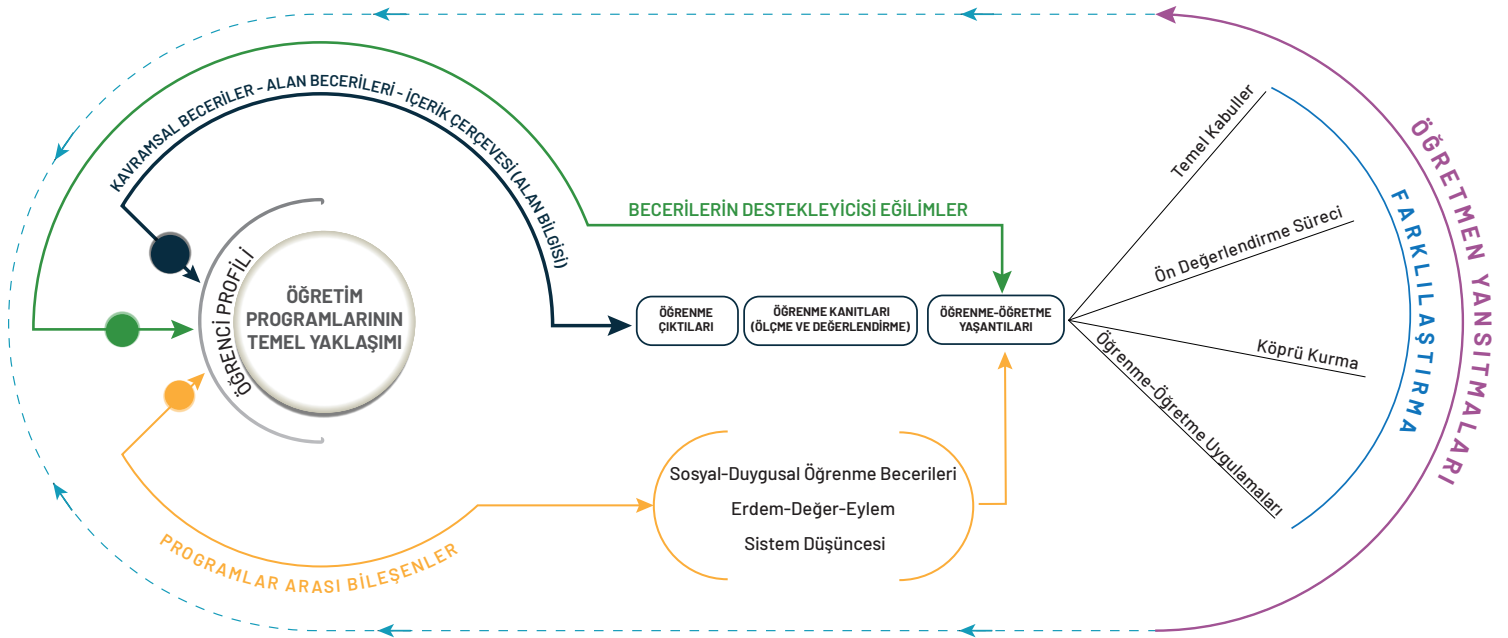 KAVRAMSAL BECERİLER - ALAN BECERİLERİ - İÇERİK ÇERÇEVESİ (ALAN BİLGİSİ)
ÖĞRENCİ PROFİLİ
ÖĞRETİM
PROGRAMLARININ
TEMEL YAKLAŞIMI
BECERİLERİN DESTEKLEYİCİSİ EĞİLİMLER
ÖĞRENME
ÇIKTILARI
ÖĞRENME KANITLARI
(ÖLÇME VE DEĞERLENDİRME)
ÖĞRENME-ÖĞRETME
YAŞANTILARI
PROGRAMLAR ARASI BİLEŞENLER
Sosyal-Duygusal Öğrenme Becerileri
Erdem-Değer-Eylem
Sistem Düşüncesi
Temel Kabuller
Ön Değerlendirme Süreci
Köprü Kurma
Öğrenme-Öğretme Uygulamaları
FARKLILAŞTIRMA
ÖĞRETMEN YANSITMALARI